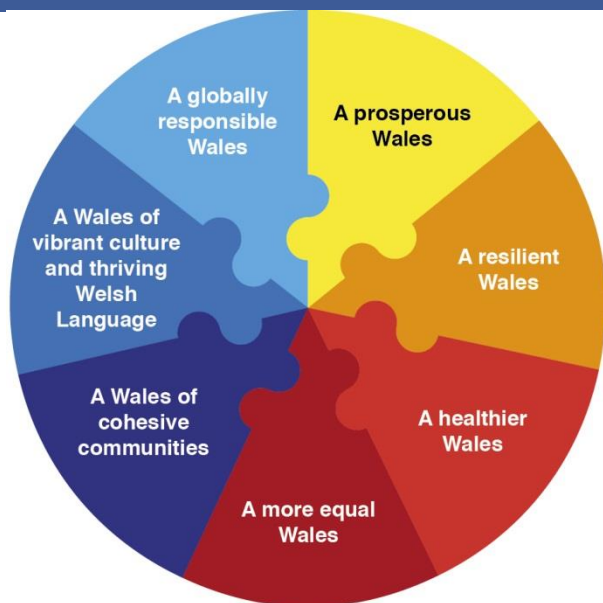 A prosperous
Wales
A resilient
Wales
A healthier
Wales
A more equal
Wales
A Wales of
cohesive
communities
A Wales of
vibrant culture
and thriving
Welsh
Language
A globally
responsible
Wales